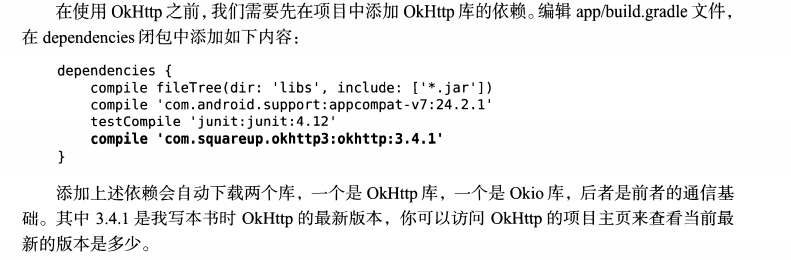 在使用 OkHttp 之前，我们需要先在项目中添加 OkHttp 库的依赖。编辑 app/build.gradle 文件，
在 dependencies 闭包中添加如下内容：
dependencies {
    compile fileTree(dir: 'libs', include: ['*.jar'])
    compile 'com.android.support:appcompat-v7:24.2.1'
    testCompile 'junit:junit:4.12'
    compile 'com.squareup.okhttp3:okhttp:3.4.1'
}
添加上述依赖会自动下载两个库，一个是 OkHttp 库，一个是 Okio 库，后者是前者的通信基
础。其中 3.4.1 是我写本书时 OkHttp 的最新版本，你可以访问 OkHttp 的项目主页来查看当前最
新的版本是多少。